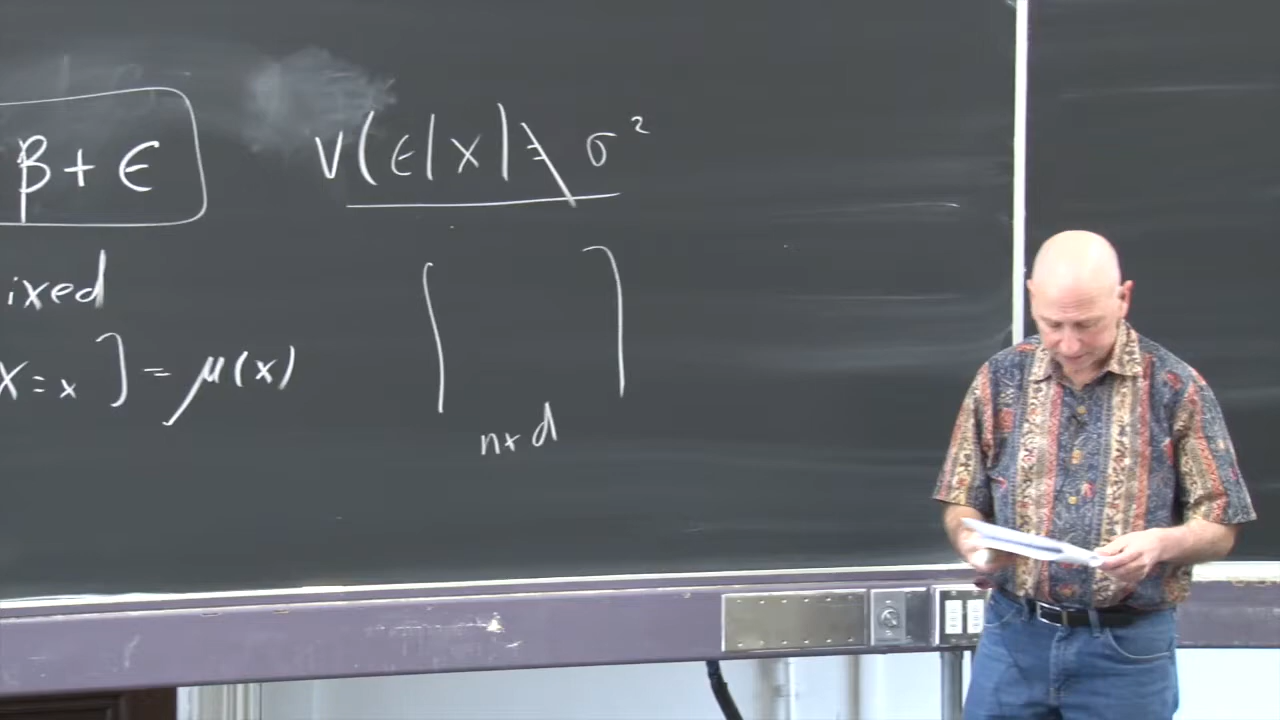 β + ϵ
V(ϵ|X) ≠ σ²
ixed
X = x ] = μ(x)
[ ]
n × d